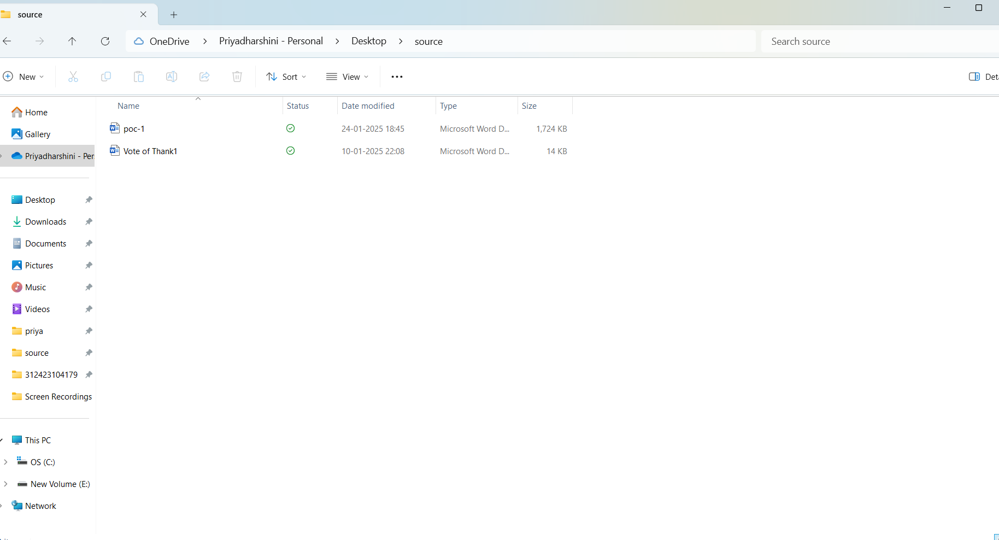 source
OneDrive > Priyadharshini - Personal > Desktop > source
Search source
New
Sort
View
Name Status Date modified Type Size
poc-1 24-01-2025 18:45 Microsoft Word D... 1,724 KB
Vote of Thank1 10-01-2025 22:08 Microsoft Word D... 14 KB
Home
Gallery
Priyadharshini - Per
Desktop
Downloads
Documents
Pictures
Music
Videos
priya
source
312423104179
Screen Recordings
This PC
OS (C:)
New Volume (E:)
Network